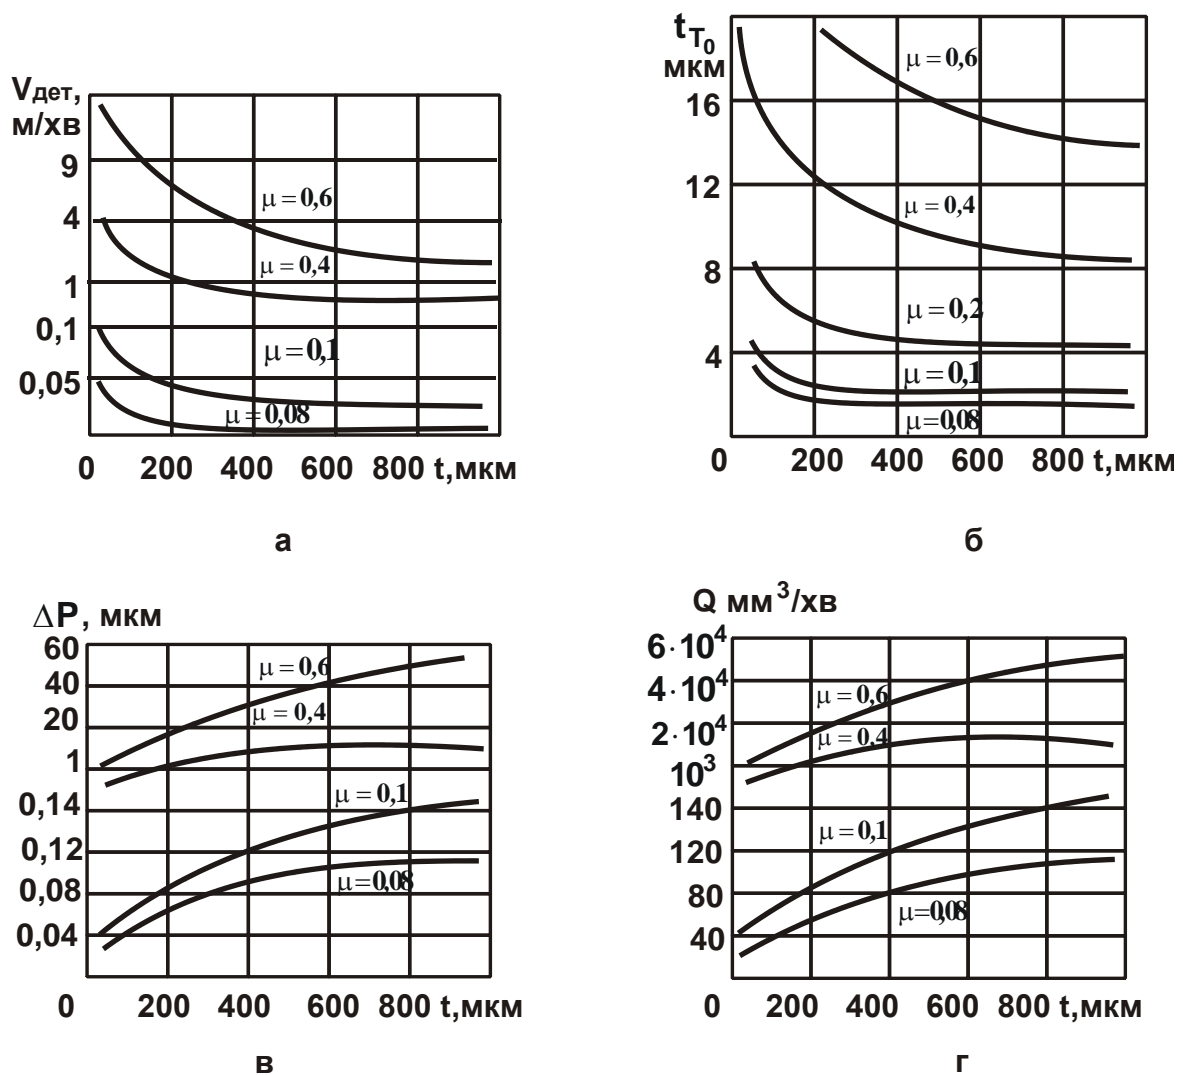 Vдет,
м/хв
9
4
1
0,1
0,05
μ = 0,6
μ = 0,4
μ = 0,1
μ = 0,08
0 200 400 600 800 t,мкм
а
tT0
мкм
16
12
8
4
μ = 0,6
μ = 0,4
μ = 0,2
μ = 0,1
μ=0,08
0 200 400 600 800 t,мкм
б
ΔP, мкм
60
40
20
1
0,14
0,12
0,08
0,04
μ = 0,6
μ = 0,4
μ = 0,1
μ=0,08
0 200 400 600 800 t,мкм
в
Q мм³/хв
6·10⁴
4·10⁴
2·10⁴
10³
140
120
80
40
μ = 0,6
μ = 0,4
μ = 0,1
μ=0,08
0 200 400 600 800 t,мкм
г